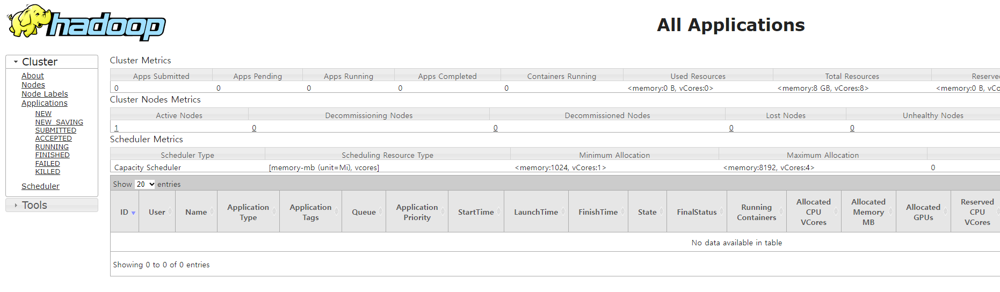 hadoop
All Applications
Cluster
About
Nodes
Node Labels
Applications
NEW
NEW_SAVING
SUBMITTED
ACCEPTED
RUNNING
FINISHED
FAILED
KILLED
Scheduler
Tools
Cluster Metrics
Apps Submitted Apps Pending Apps Running Apps Completed Containers Running Used Resources Total Resources Reserved
0 0 0 0 0 <memory:0 B, vCores:0> <memory:8 GB, vCores:8> <memory:0 B, vCo
Cluster Nodes Metrics
Active Nodes Decommissioning Nodes Decommissioned Nodes Lost Nodes Unhealthy Nodes
1 0 0 0 0
Scheduler Metrics
Scheduler Type Scheduling Resource Type Minimum Allocation Maximum Allocation
Capacity Scheduler [memory-mb (unit=Mi), vcores] <memory:1024, vCores:1> <memory:8192, vCores:4> 0
Show 20 entries
ID User Name Application Type Application Tags Queue Application Priority StartTime LaunchTime FinishTime State FinalStatus Running Containers Allocated CPU VCores Allocated Memory MB Allocated GPUs Reserved CPU VCores
No data available in table
Showing 0 to 0 of 0 entries